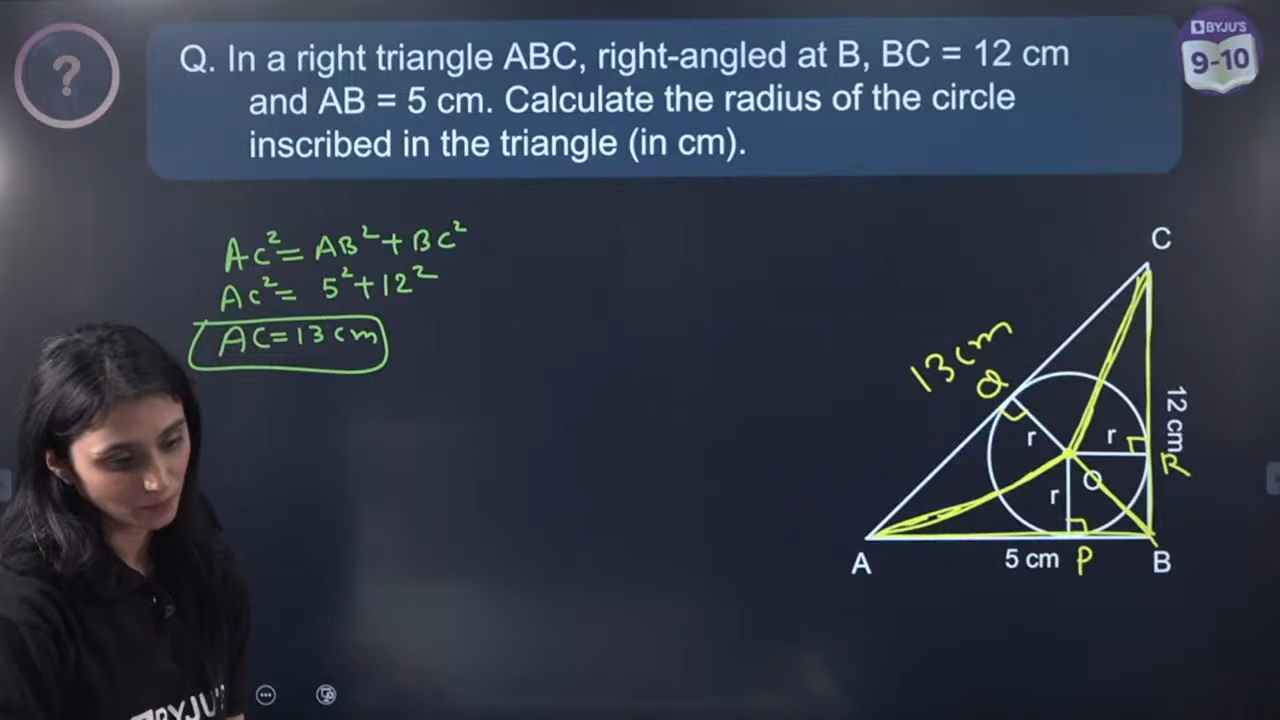 ?
Q. In a right triangle ABC, right-angled at B, BC = 12 cm
and AB = 5 cm. Calculate the radius of the circle
inscribed in the triangle (in cm).
BYJU'S
9-10
AC² = AB² + BC²
AC² = 5² + 12²
AC = 13 cm
C
13 cm
Q
12 cm
r
r
R
O
r
A
5 cm
P
B
BYJU'S